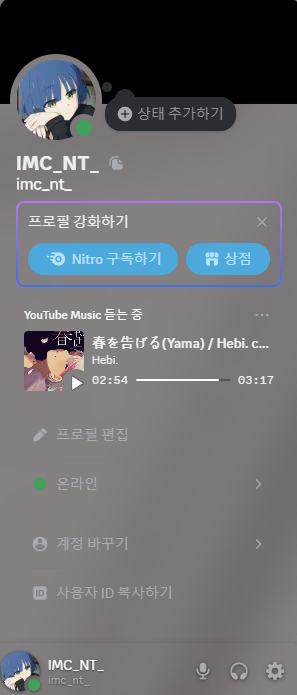 상태 추가하기
IMC_NT_
imc_nt_
프로필 강화하기
Nitro 구독하기
상점
YouTube Music 듣는 중
春を告げる(Yama) / Hebi. c...
Hebi.
02:54
03:17
프로필 편집
온라인
계정 바꾸기
ID 사용자 ID 복사하기
IMC_NT_
imc_nt_